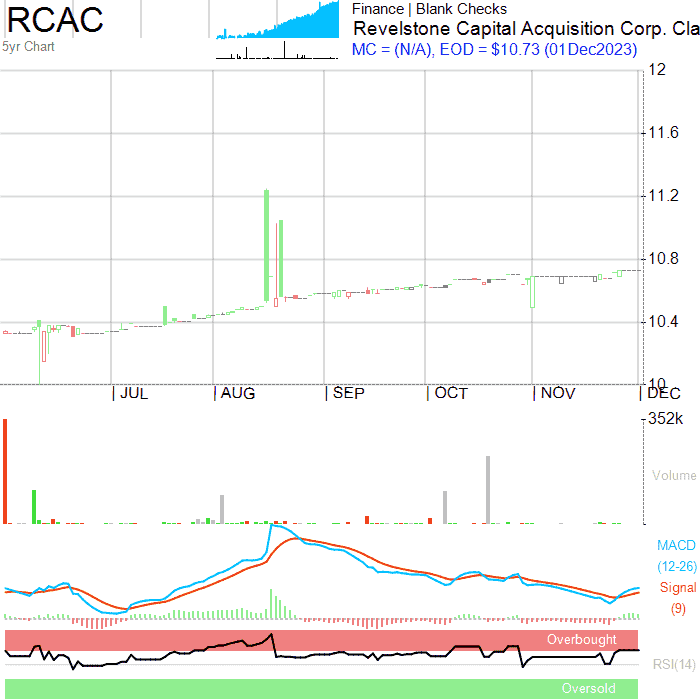 RCAC
5yr Chart
Finance | Blank Checks
Revelstone Capital Acquisition Corp. Cla
MC = (N/A), EOD = $10.73 (01Dec2023)
12
11.6
11.2
10.8
10.4
10
| JUL
| AUG
| SEP
| OCT
| NOV
| DEC
352k
Volume
MACD
(12-26)
Signal
(9)
Overbought
RSI(14)
Oversold